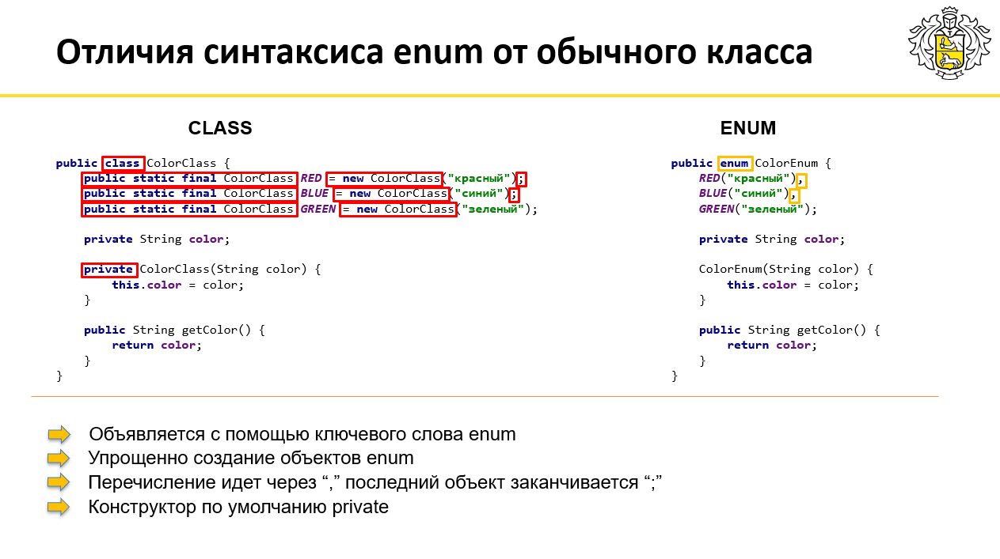 Отличия синтаксиса enum от обычного класса
CLASS
public class ColorClass {
public static final ColorClass RED = new ColorClass("красный");
public static final ColorClass BLUE = new ColorClass("синий");
public static final ColorClass GREEN = new ColorClass("зеленый");
private String color;
private ColorClass(String color) {
this.color = color;
}
public String getColor() {
return color;
}
}
ENUM
public enum ColorEnum {
RED("красный"),
BLUE("синий"),
GREEN("зеленый");
private String color;
ColorEnum(String color) {
this.color = color;
}
public String getColor() {
return color;
}
}
Объявляется с помощью ключевого слова enum
Упрощенно создание объектов enum
Перечисление идет через “,” последний объект заканчивается “;”
Конструктор по умолчанию private